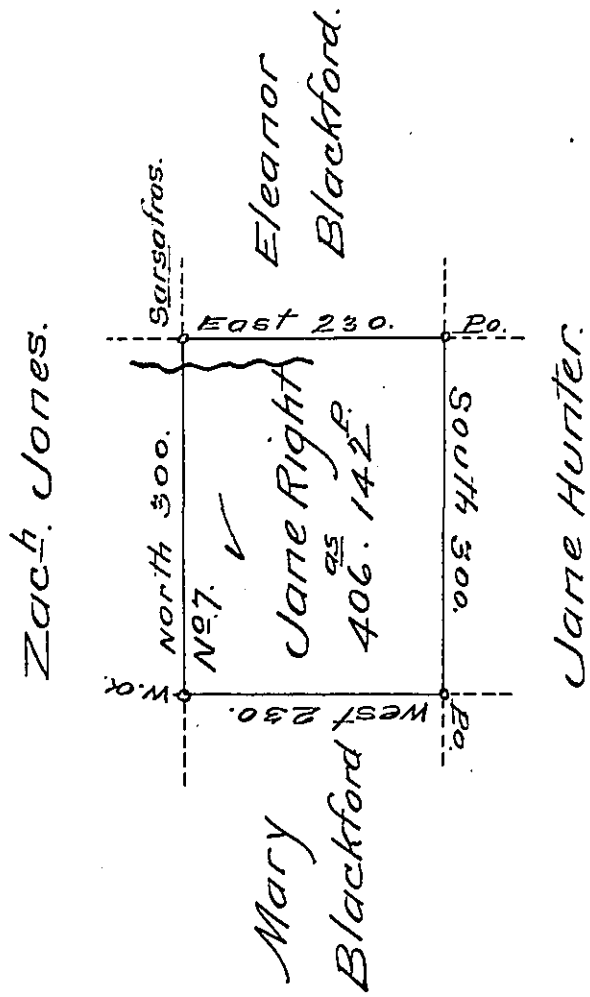 Zach. Jones.
W.O.
North 300.
Sarsafros.
No 7.
Mary
Blackford
West 230.
Jane Right
as P.
406. 142
East 230.
Eleanor
Blackford.
Po.
South 300.
Po.
Jane Hunter.